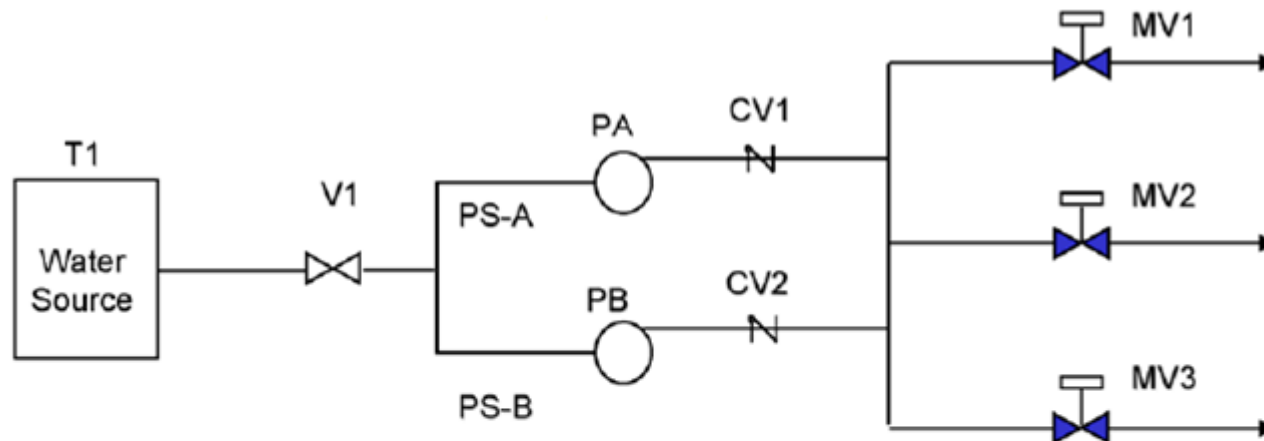 MV1
PA
CV1
T1
V1
PS-A
MV2
Water
Source
PB
CV2
PS-B
MV3